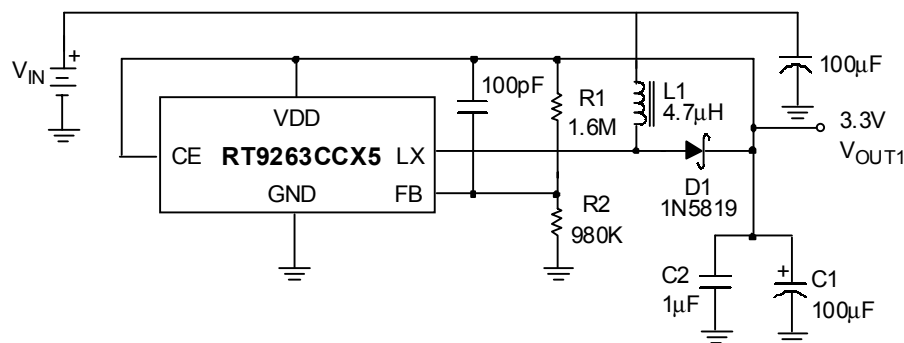 +
VIN
100pF
R1
1.6M
L1
4.7μH
100μF
VDD
CE RT9263CCX5 LX
GND FB
3.3V
VOUT1
D1
1N5819
R2
980K
C2
1μF
+
C1
100μF